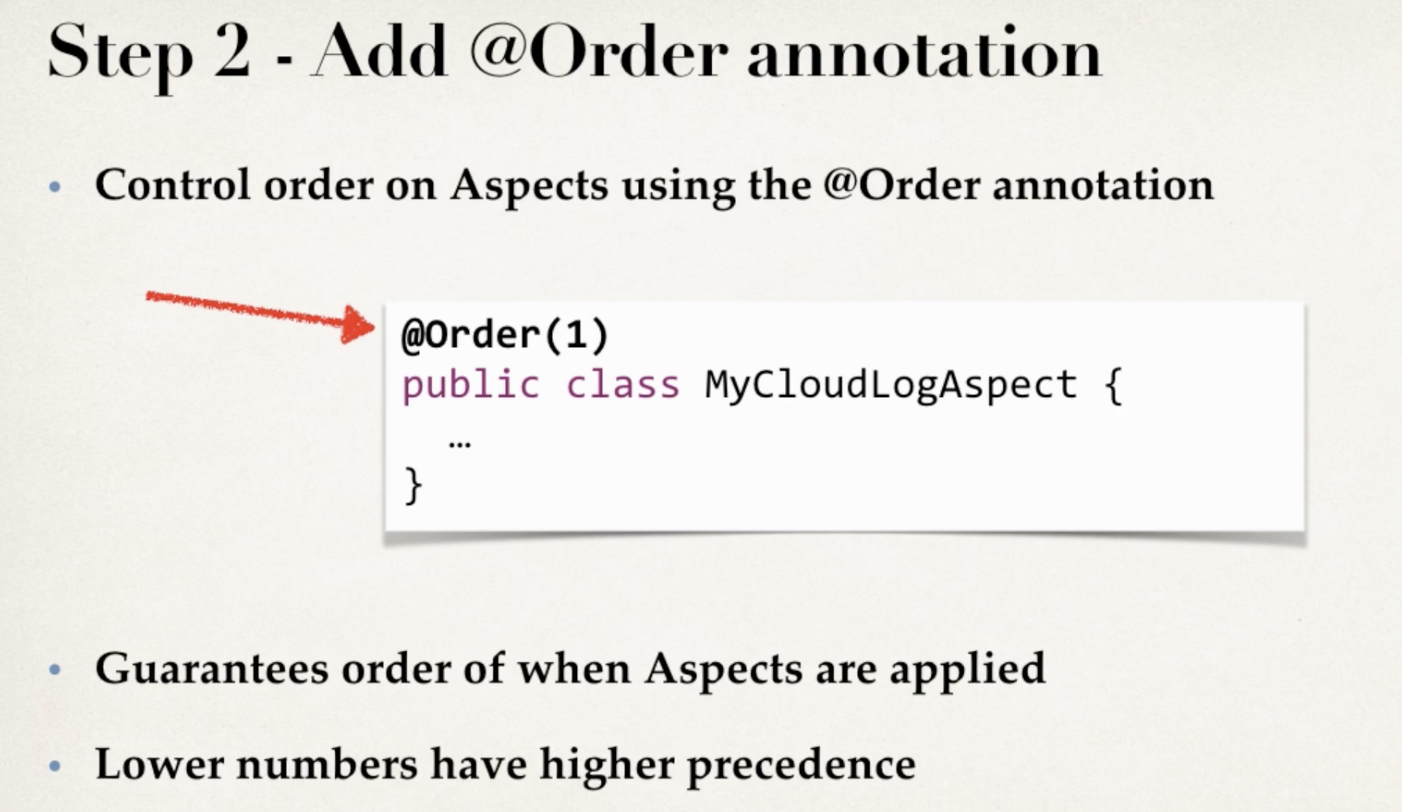 Step 2 - Add @Order annotation
• Control order on Aspects using the @Order annotation
@Order(1)
public class MyCloudLogAspect {
…
}
• Guarantees order of when Aspects are applied
• Lower numbers have higher precedence